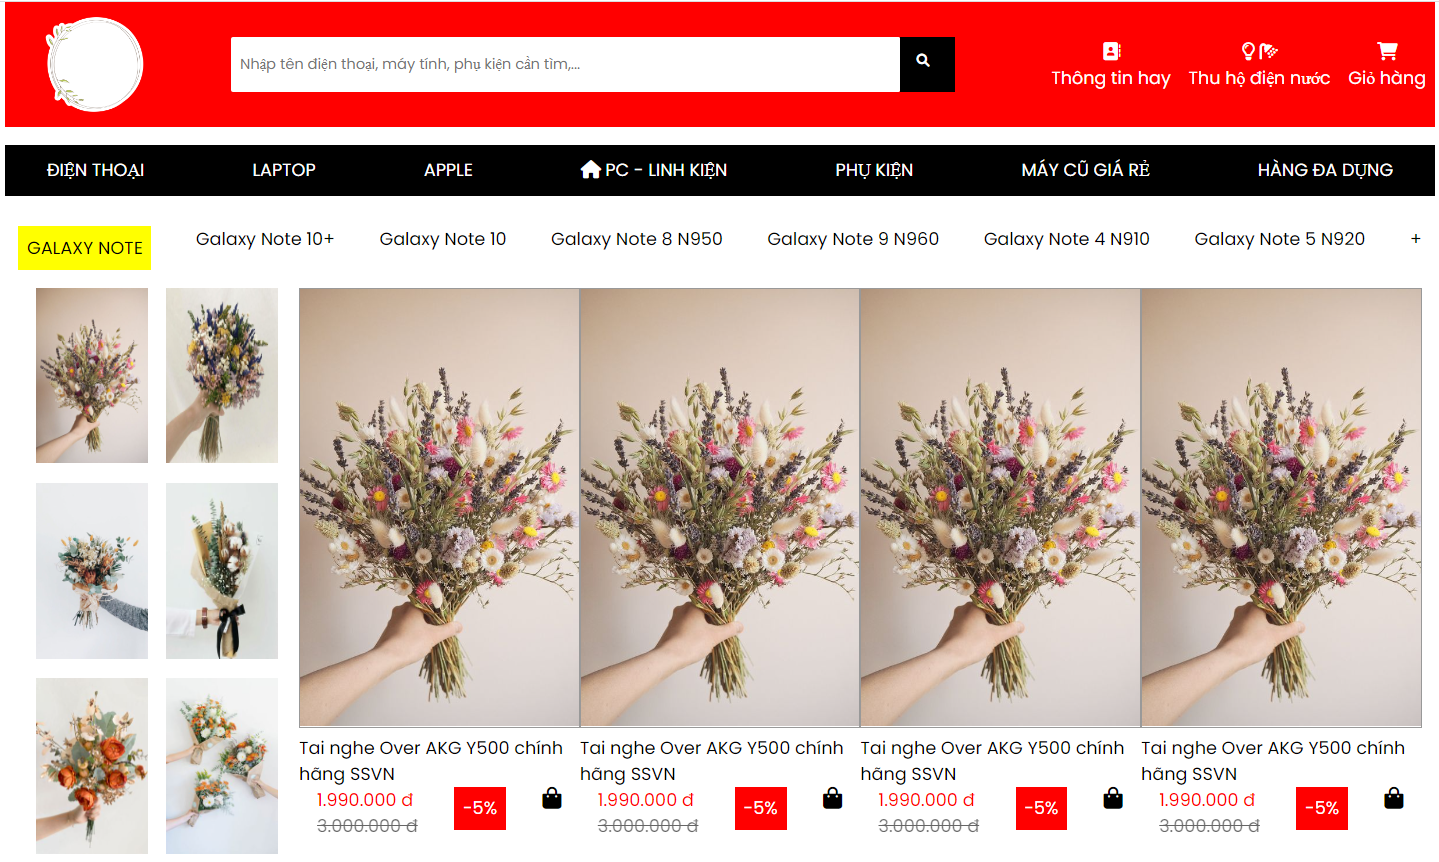 Nhập tên điện thoại, máy tính, phụ kiện cần tìm,...
Thông tin hay
Thu hộ điện nước
Giỏ hàng
ĐIỆN THOẠI
LAPTOP
APPLE
PC - LINH KIỆN
PHỤ KIỆN
MÁY CŨ GIÁ RẺ
HÀNG ĐA DỤNG
GALAXY NOTE
Galaxy Note 10+
Galaxy Note 10
Galaxy Note 8 N950
Galaxy Note 9 N960
Galaxy Note 4 N910
Galaxy Note 5 N920
+
Tai nghe Over AKG Y500 chính
hãng SSVN
1.990.000 đ
3.000.000 đ
-5%
Tai nghe Over AKG Y500 chính
hãng SSVN
1.990.000 đ
3.000.000 đ
-5%
Tai nghe Over AKG Y500 chính
hãng SSVN
1.990.000 đ
3.000.000 đ
-5%
Tai nghe Over AKG Y500 chính
hãng SSVN
1.990.000 đ
3.000.000 đ
-5%